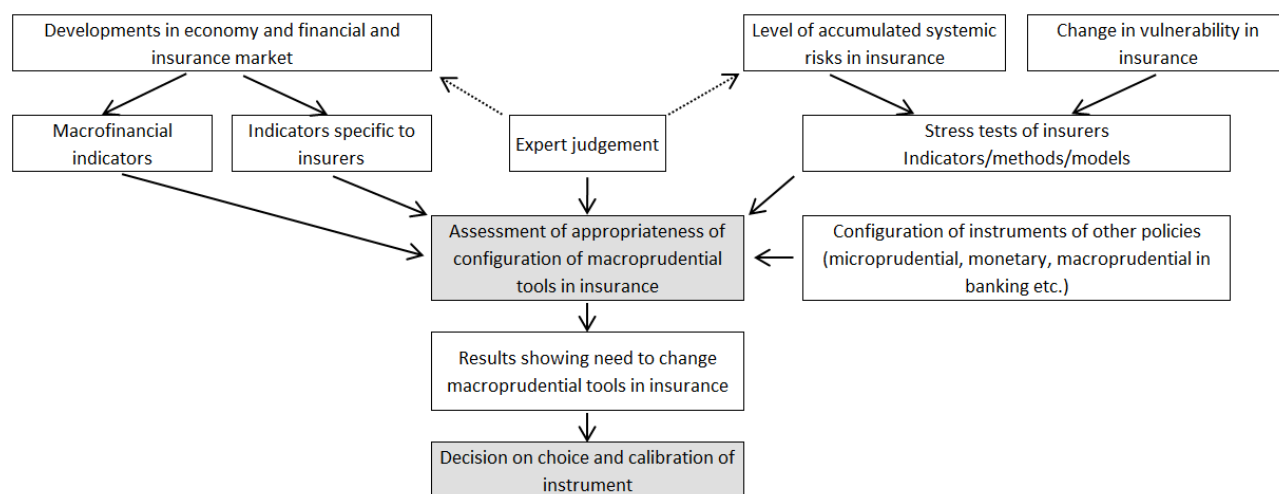 Developments in economy and financial and
insurance market
Level of accumulated systemic
risks in insurance
Change in vulnerability in
insurance
Macrofinancial
indicators
Indicators specific to
insurers
Expert judgement
Stress tests of insurers
Indicators/methods/models
Assessment of appropriateness of
configuration of macroprudential
tools in insurance
Configuration of instruments of other policies
(microprudential, monetary, macroprudential in
banking etc.)
Results showing need to change
macroprudential tools in insurance
Decision on choice and calibration of
instrument